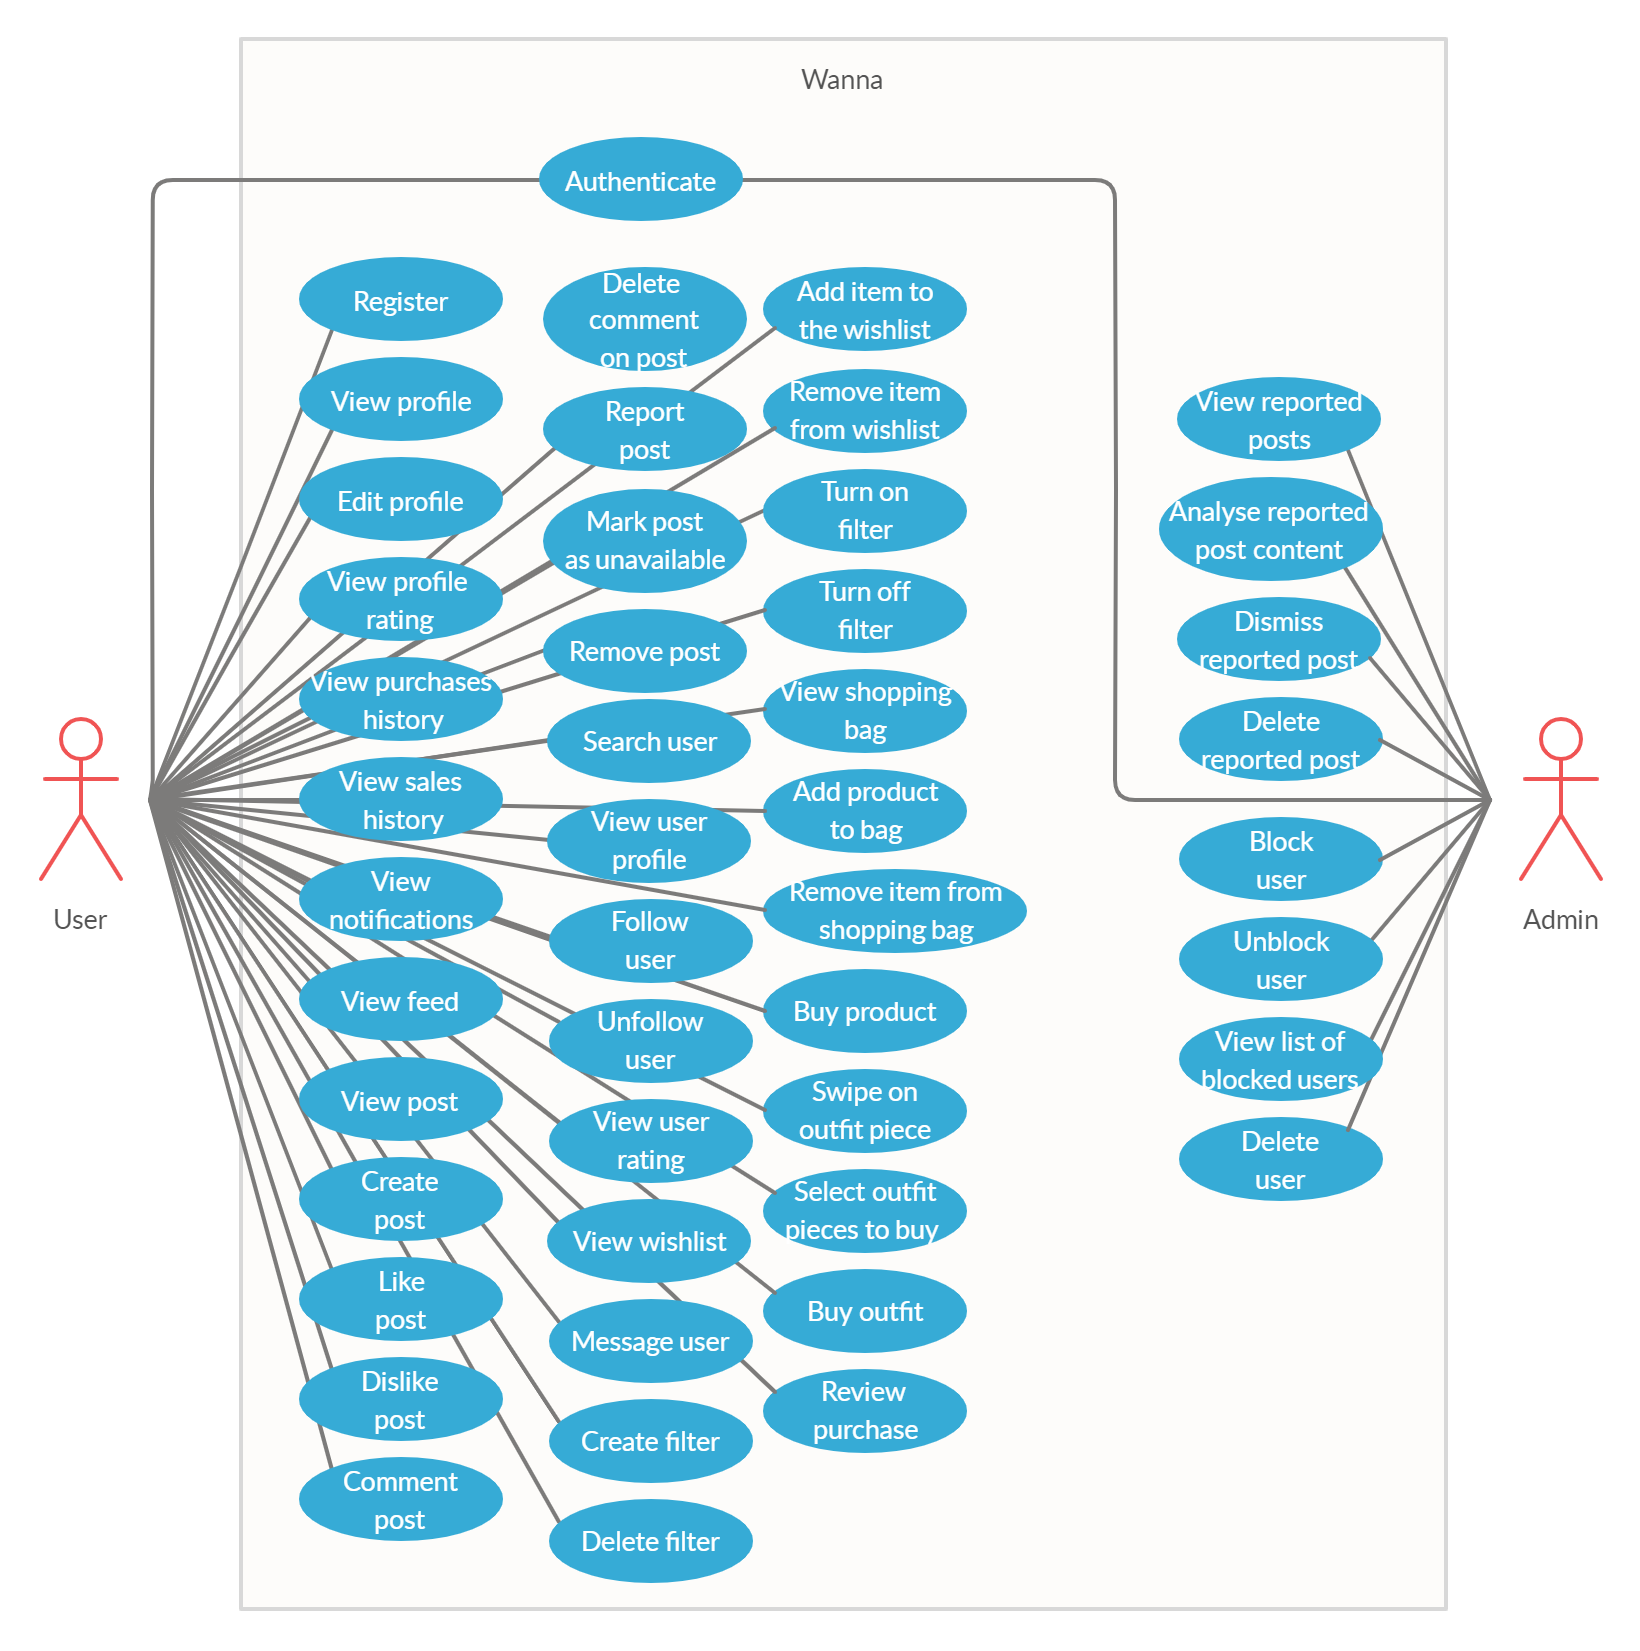 Wanna
Authenticate
Register
View profile
Edit profile
View profile
rating
View purchases
history
View sales
history
View
notifications
View feed
View post
Create
post
Like
post
Dislike
post
Comment
post
Delete
comment
on post
Report
post
Mark post
as unavailable
Remove post
Search user
View user
profile
Follow
user
Unfollow
user
View user
rating
View wishlist
Message user
Create filter
Delete filter
Add item to
the wishlist
Remove item
from wishlist
Turn on
filter
Turn off
filter
View shopping
bag
Add product
to bag
Remove item from
shopping bag
Buy product
Swipe on
outfit piece
Select outfit
pieces to buy
Buy outfit
Review
purchase
View reported
posts
Analyse reported
post content
Dismiss
reported post
Delete
reported post
Block
user
Unblock
user
View list of
blocked users
Delete
user
User
Admin